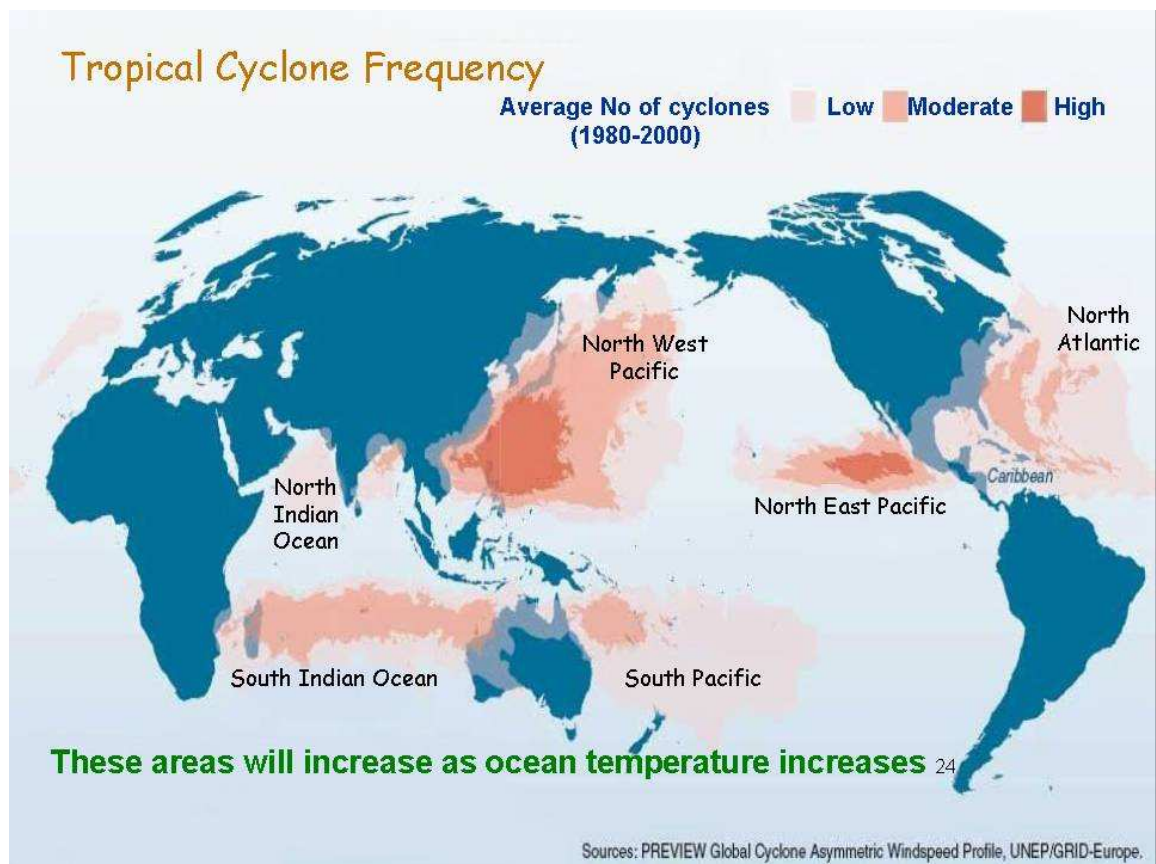 Tropical Cyclone Frequency
Average No of cyclones
(1980-2000)
Low
Moderate
High
North West
Pacific
North
Atlantic
North
Indian
Ocean
Caribbean
North East Pacific
South Indian Ocean
South Pacific
These areas will increase as ocean temperature increases 24
Sources: PREVIEW Global Cyclone Asymmetric Windspeed Profile, UNEP/GRID-Europe.